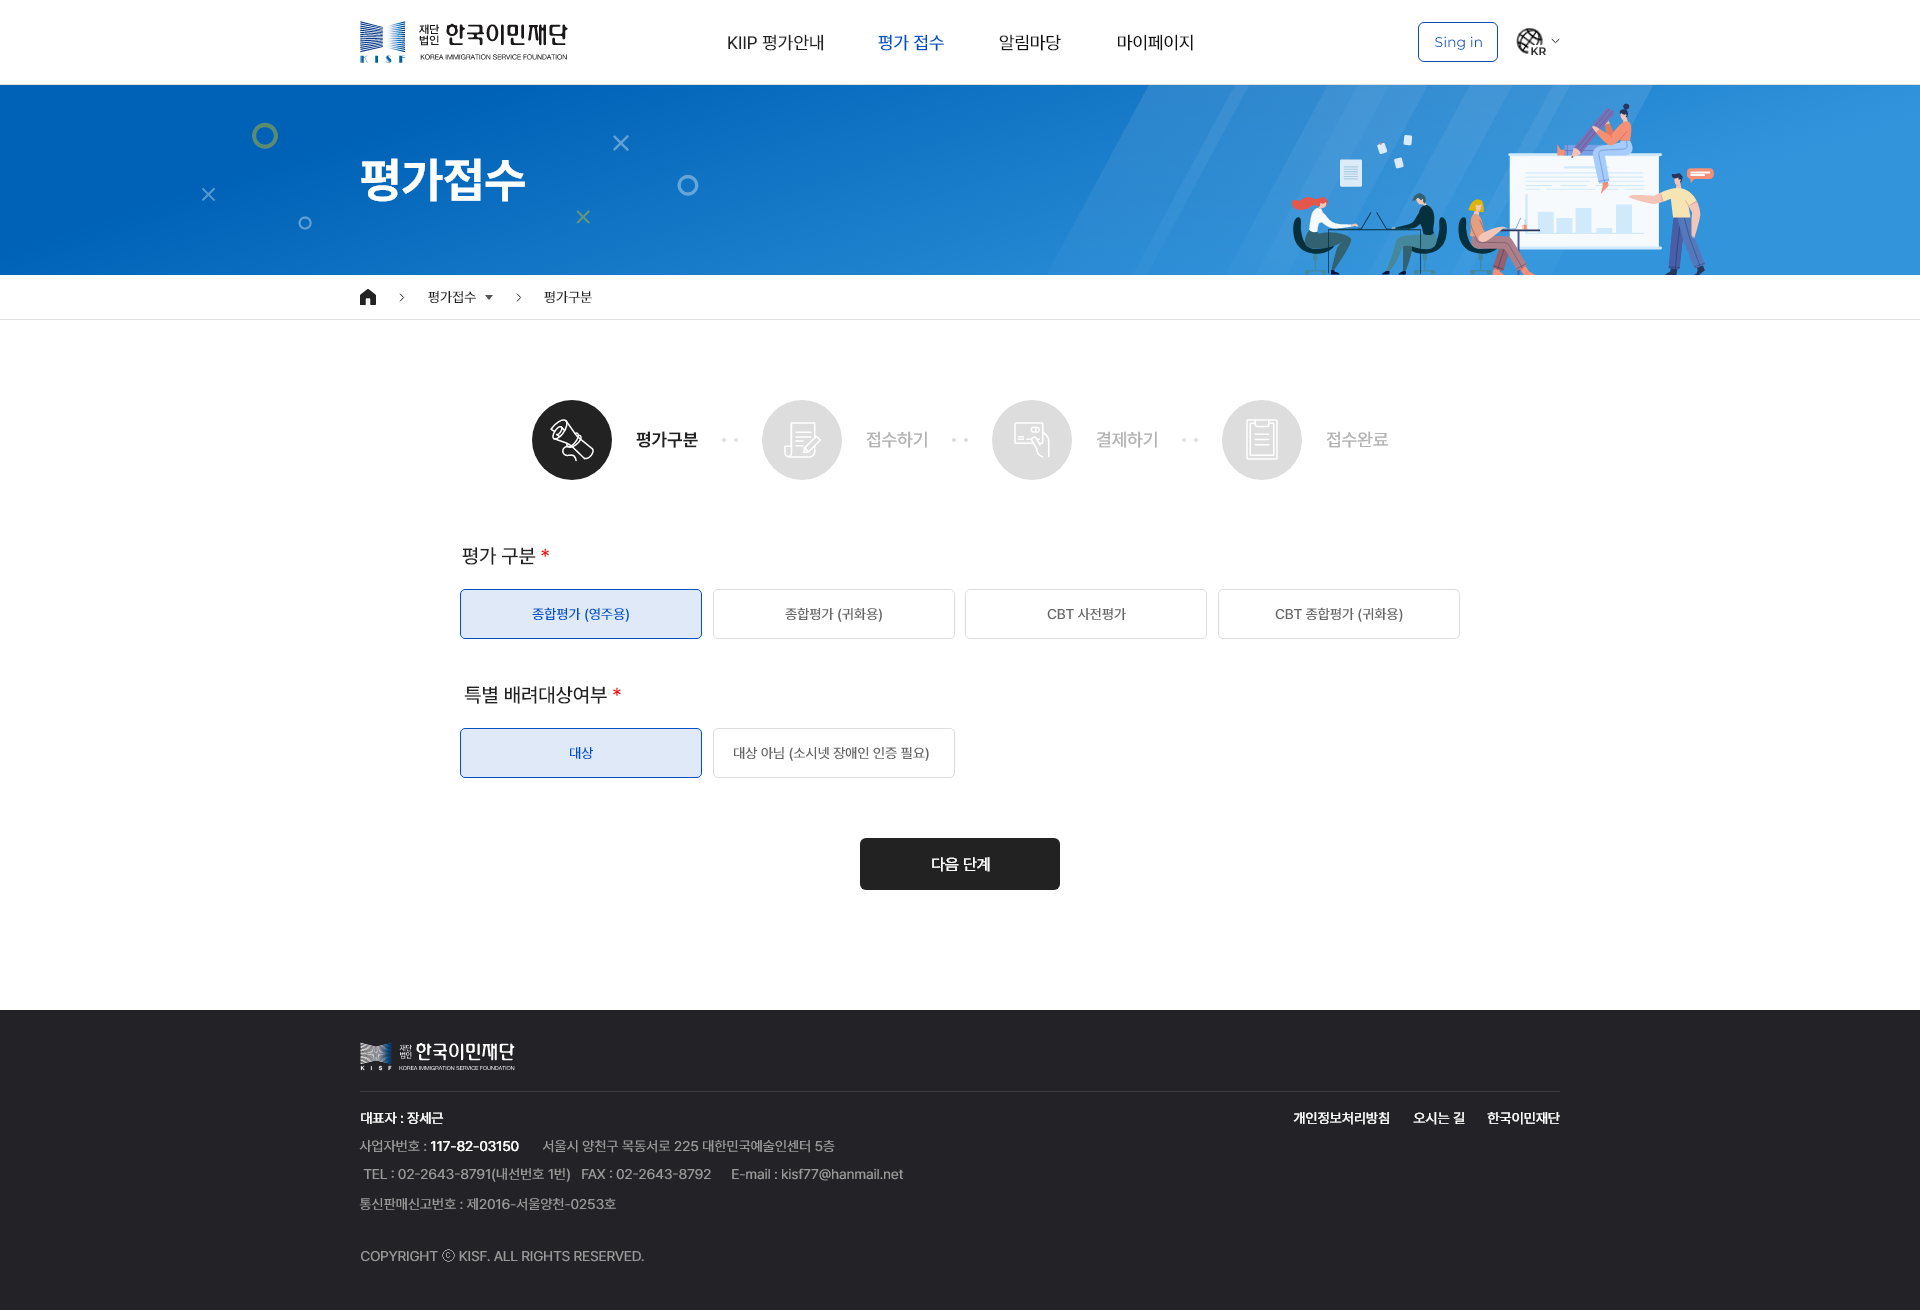 재단
법인 한국이민재단
KISF KOREA IMMIGRATION SERVICE FOUNDATION
KIIP 평가안내 평가 접수 알림마당 마이페이지
Sing in KR
평가접수
평가접수 평가구분
평가구분 접수하기 결제하기 접수완료
평가 구분 *
종합평가 (영주용) 종합평가 (귀화용) CBT 사전평가 CBT 종합평가 (귀화용)
특별 배려대상여부 *
대상 대상 아님 (소시넷 장애인 인증 필요)
다음 단계
재단
법인 한국이민재단
KISF KOREA IMMIGRATION SERVICE FOUNDATION
대표자 : 장세근 개인정보처리방침 오시는 길 한국이민재단
사업자번호 : 117-82-03150 서울시 양천구 목동서로 225 대한민국예술인센터 5층
TEL : 02-2643-8791(내선번호 1번) FAX : 02-2643-8792 E-mail : kisf77@hanmail.net
통신판매신고번호 : 제2016-서울양천-0253호
COPYRIGHT ⓒ KISF. ALL RIGHTS RESERVED.